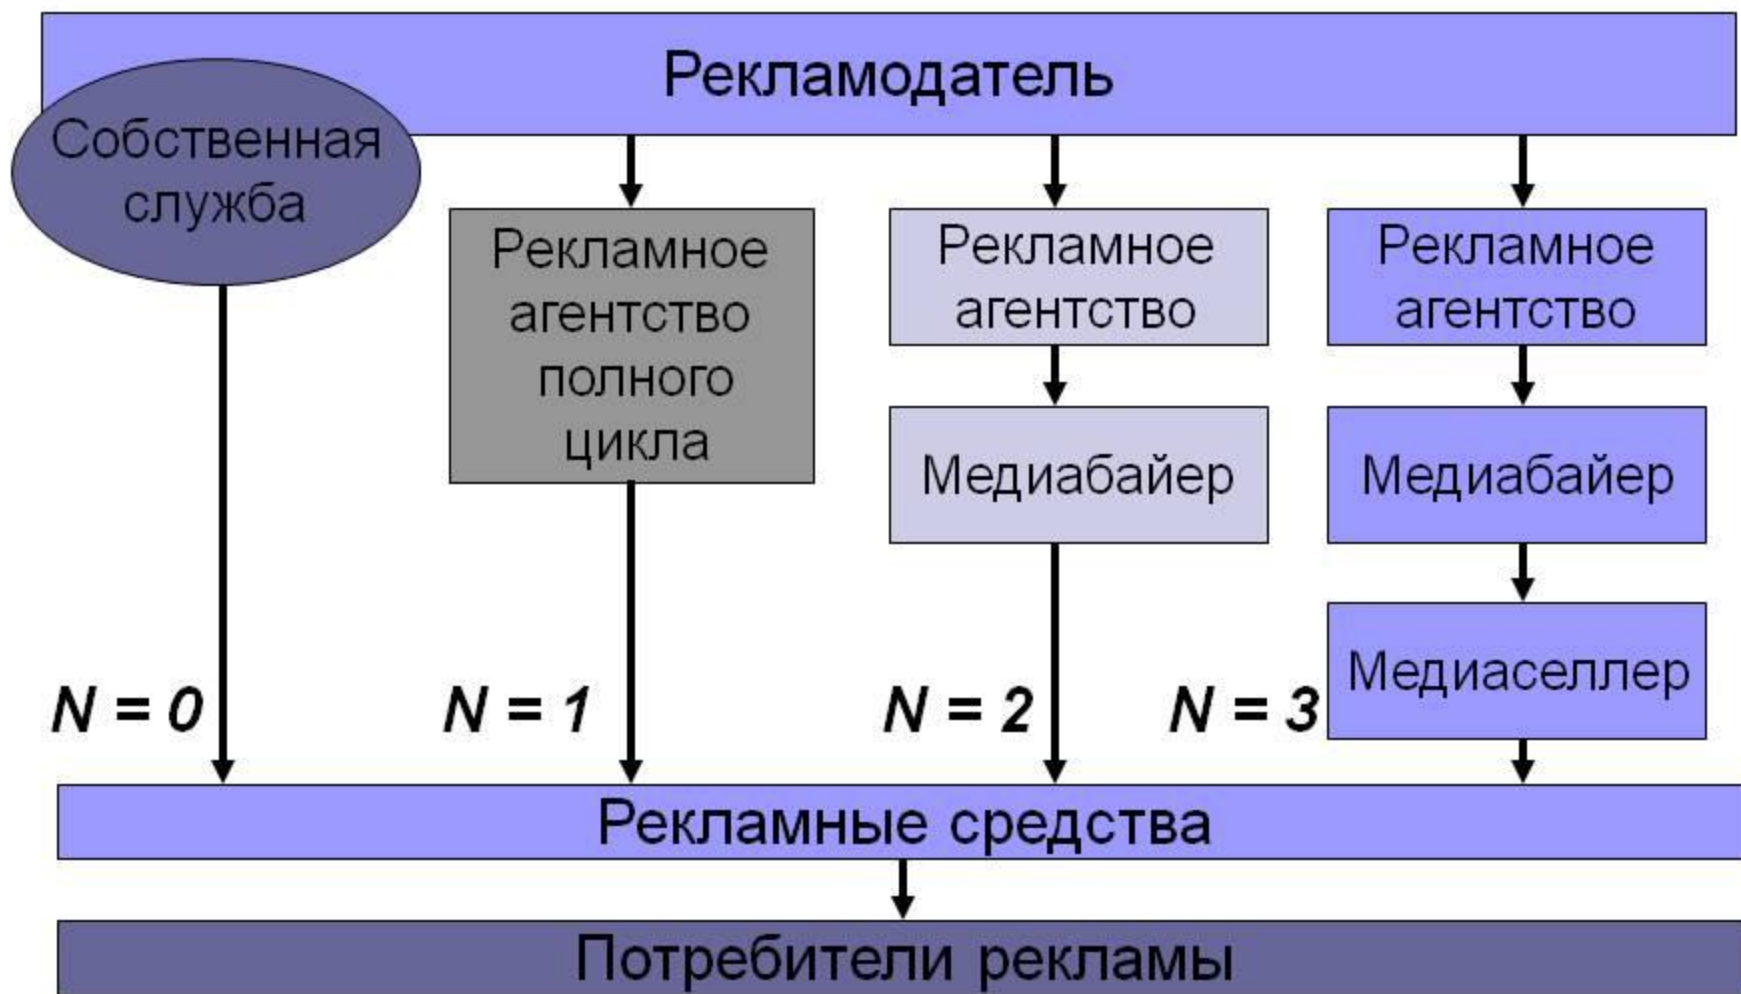 Рекламодатель
Собственная
служба
Рекламное
агентство
полного
цикла
Рекламное
агентство
Медиабайер
Рекламное
агентство
Медиабайер
Медиаселлер
N = 0
N = 1
N = 2
N = 3
Рекламные средства
Потребители рекламы